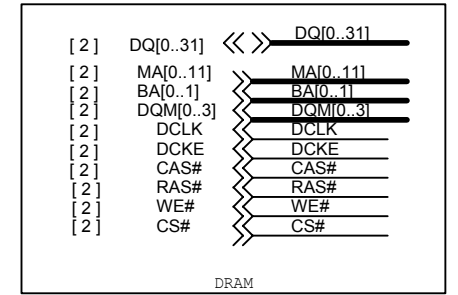 [ 2 ] DQ[0..31] DQ[0..31]
[ 2 ] MA[0..11] MA[0..11]
[ 2 ] BA[0..1] BA[0..1]
[ 2 ] DQM[0..3] DQM[0..3]
[ 2 ] DCLK DCLK
[ 2 ] DCKE DCKE
[ 2 ] CAS# CAS#
[ 2 ] RAS# RAS#
[ 2 ] WE# WE#
[ 2 ] CS# CS#
DRAM